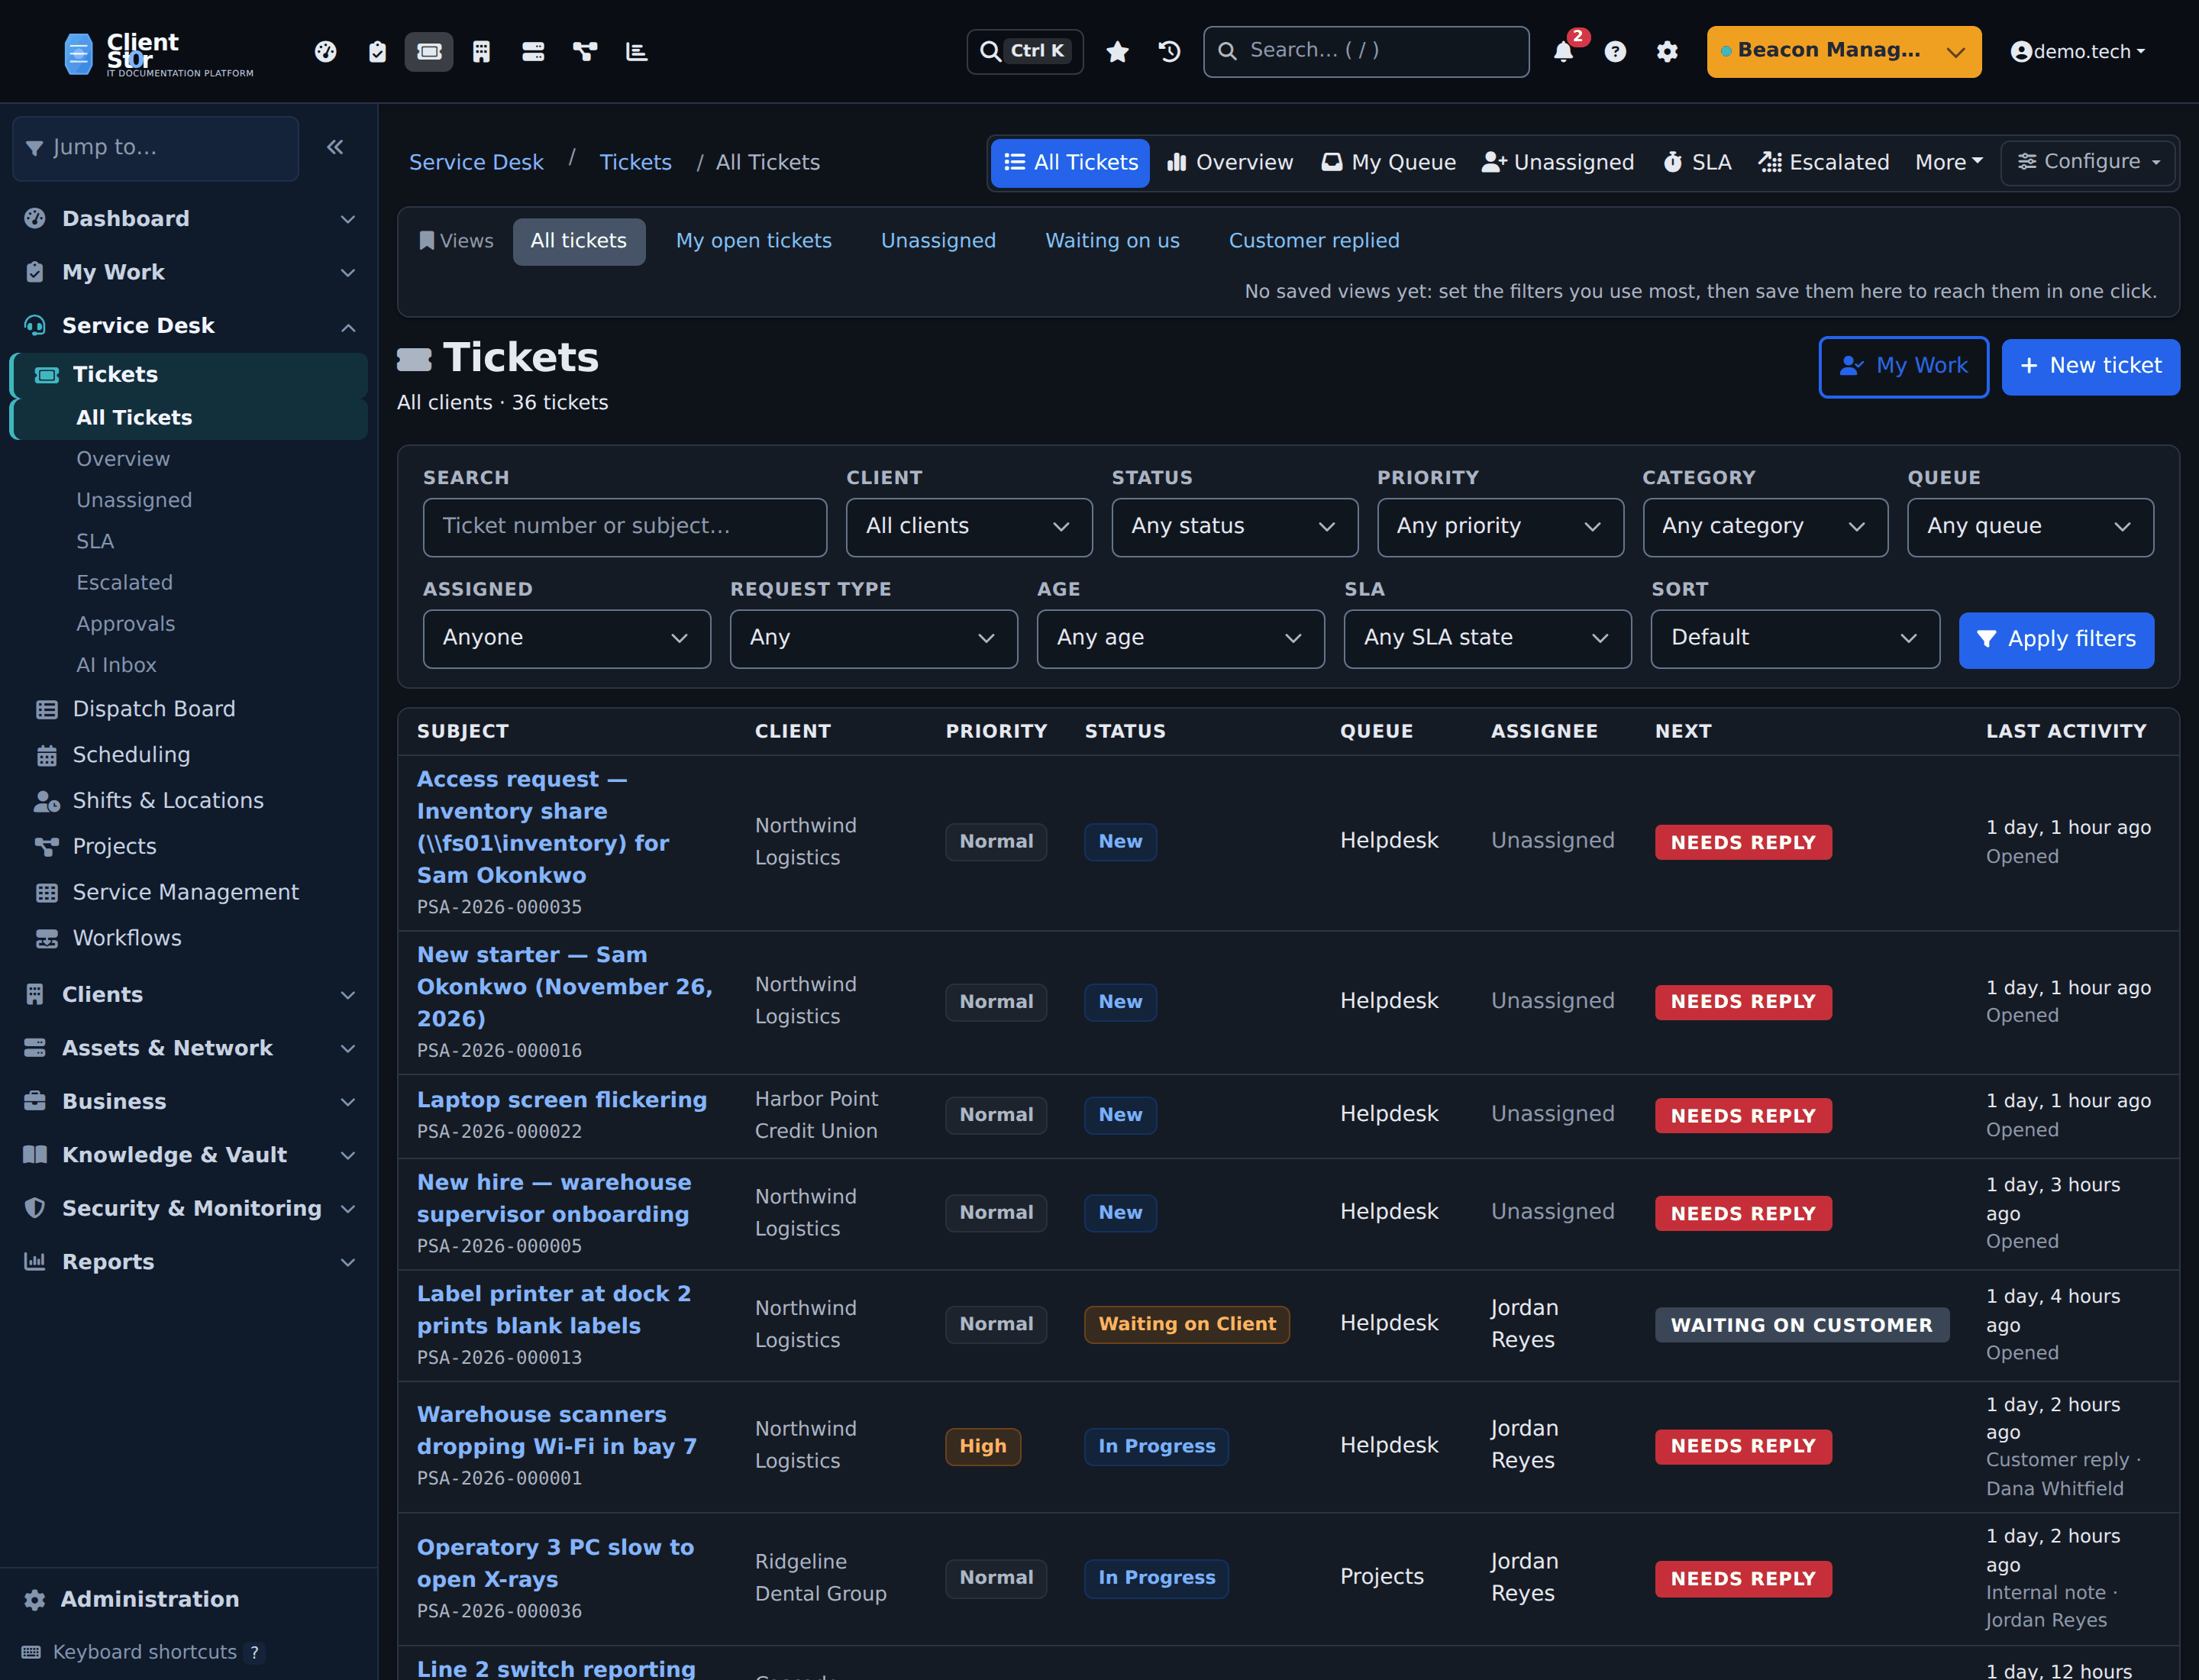 Client
St0r
IT DOCUMENTATION PLATFORM
Ctrl K
Search... ( / )
2
Beacon Manag...
demo.tech
Jump to...
Dashboard
My Work
Service Desk
Tickets
All Tickets
Overview
Unassigned
SLA
Escalated
Approvals
AI Inbox
Dispatch Board
Scheduling
Shifts & Locations
Projects
Service Management
Workflows
Clients
Assets & Network
Business
Knowledge & Vault
Security & Monitoring
Reports
Administration
Keyboard shortcuts ?
Service Desk / Tickets / All Tickets
All Tickets Overview My Queue Unassigned SLA Escalated More Configure
Views All tickets My open tickets Unassigned Waiting on us Customer replied
No saved views yet: set the filters you use most, then save them here to reach them in one click.
Tickets
All clients · 36 tickets
My Work New ticket
SEARCH CLIENT STATUS PRIORITY CATEGORY QUEUE
Ticket number or subject... All clients Any status Any priority Any category Any queue
ASSIGNED REQUEST TYPE AGE SLA SORT
Anyone Any Any age Any SLA state Default Apply filters
SUBJECT CLIENT PRIORITY STATUS QUEUE ASSIGNEE NEXT LAST ACTIVITY
Access request —
Inventory share
(\\fs01\inventory) for
Sam Okonkwo
PSA-2026-000035
Northwind
Logistics
Normal New Helpdesk Unassigned NEEDS REPLY
1 day, 1 hour ago
Opened
New starter — Sam
Okonkwo (November 26,
2026)
PSA-2026-000016
Northwind
Logistics
Normal New Helpdesk Unassigned NEEDS REPLY
1 day, 1 hour ago
Opened
Laptop screen flickering
PSA-2026-000022
Harbor Point
Credit Union
Normal New Helpdesk Unassigned NEEDS REPLY
1 day, 1 hour ago
Opened
New hire — warehouse
supervisor onboarding
PSA-2026-000005
Northwind
Logistics
Normal New Helpdesk Unassigned NEEDS REPLY
1 day, 3 hours
ago
Opened
Label printer at dock 2
prints blank labels
PSA-2026-000013
Northwind
Logistics
Normal Waiting on Client Helpdesk
Jordan
Reyes
WAITING ON CUSTOMER
1 day, 4 hours
ago
Opened
Warehouse scanners
dropping Wi-Fi in bay 7
PSA-2026-000001
Northwind
Logistics
High In Progress Helpdesk
Jordan
Reyes
NEEDS REPLY
1 day, 2 hours
ago
Customer reply ·
Dana Whitfield
Operatory 3 PC slow to
open X-rays
PSA-2026-000036
Ridgeline
Dental Group
Normal In Progress Projects
Jordan
Reyes
NEEDS REPLY
1 day, 2 hours
ago
Internal note ·
Jordan Reyes
Line 2 switch reporting
1 day, 12 hours